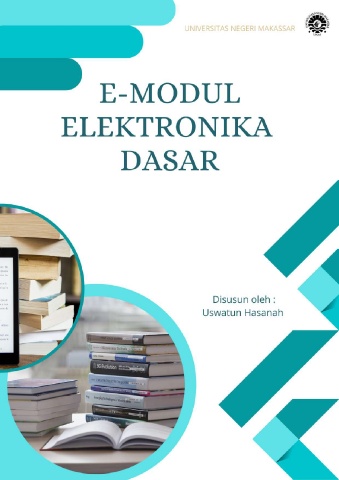 UNIVERSITAS NEGERI MAKASSAR
E-MODUL
ELEKTRONIKA
DASAR
Disusun oleh :
Uswatun Hasanah